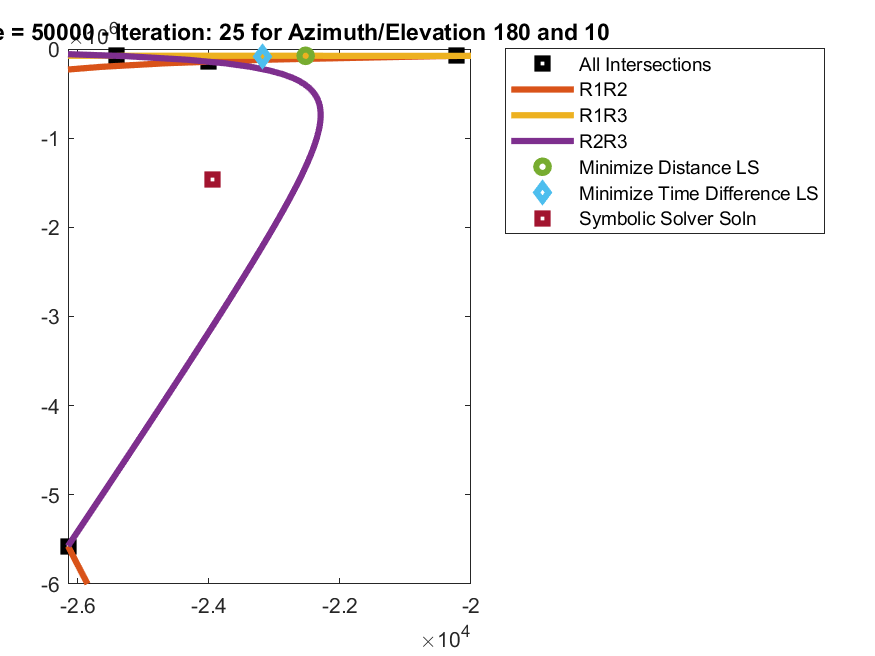 = 50000 - Iteration: 25 for Azimuth/Elevation 180 and 10
×10^6
0
-1
-2
-3
-4
-5
-6
-2.6 -2.4 -2.2 -2
×10^4
All Intersections
R1R2
R1R3
R2R3
Minimize Distance LS
Minimize Time Difference LS
Symbolic Solver Soln